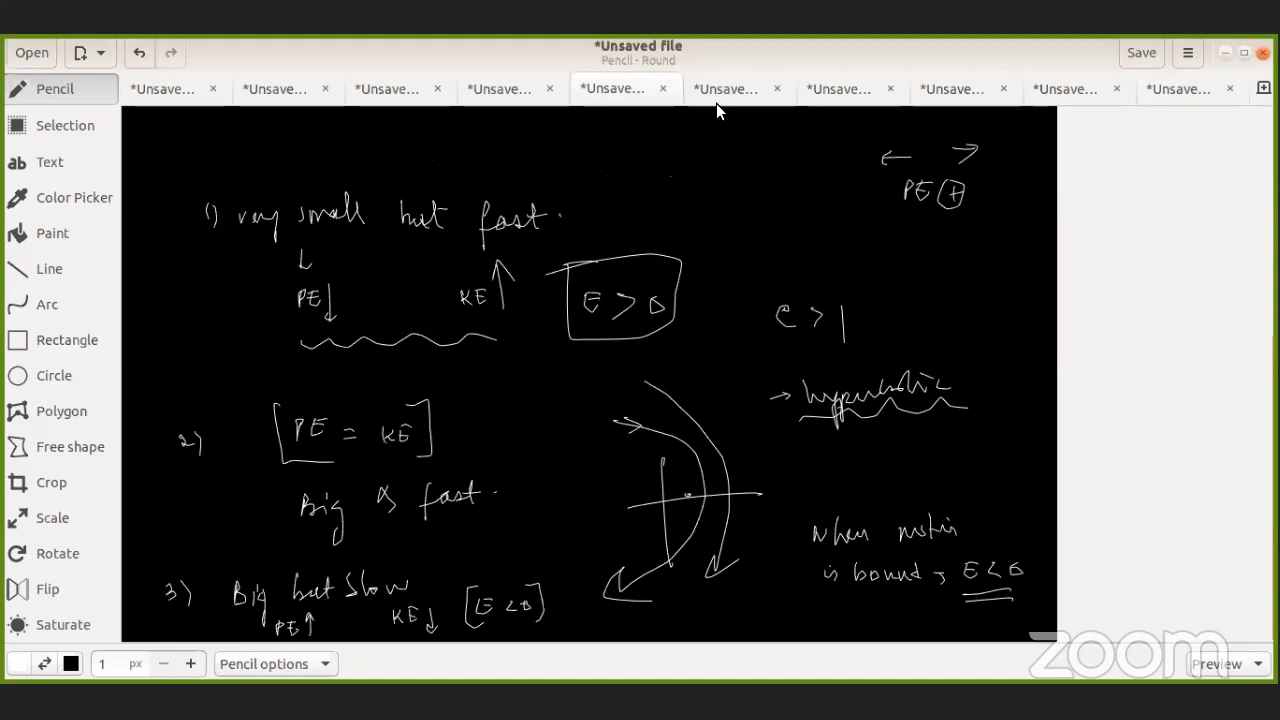 *Unsaved file
Pencil - Round
Open
Save
Pencil
*Unsave...
*Unsave...
*Unsave...
*Unsave...
*Unsave...
*Unsave...
*Unsave...
*Unsave...
*Unsave...
*Unsave...
Selection
Text
Color Picker
Paint
Line
Arc
Rectangle
Circle
Polygon
Free shape
Crop
Scale
Rotate
Flip
Saturate
PE (+)
1) very small but fast.
PE↓ KE↑
E > 0
e > 1
→ hyperbolic
2) [PE = KE]
Big & fast.
When motion
is bound → E < 0
3) Big but slow [E < 0]
PE↑ KE↓
1 px − +
Pencil options
Preview
zoom